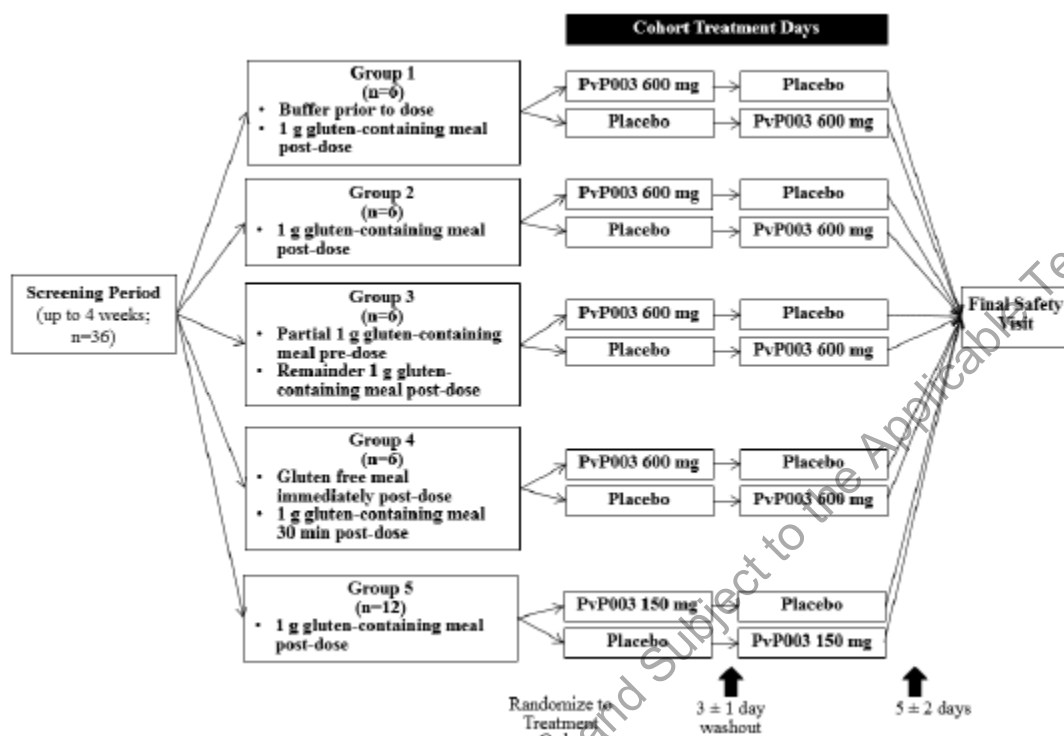 Cohort Treatment Days
Group 1
(n=6)
• Buffer prior to dose
• 1 g gluten-containing meal
post-dose
PvP003 600 mg
Placebo
Placebo
PvP003 600 mg
Group 2
(n=6)
• 1 g gluten-containing meal
post-dose
PvP003 600 mg
Placebo
Placebo
PvP003 600 mg
Screening Period
(up to 4 weeks;
n=36)
Group 3
(n=6)
• Partial 1 g gluten-containing
meal pre-dose
• Remainder 1 g gluten-
containing meal post-dose
PvP003 600 mg
Placebo
Placebo
PvP003 600 mg
Final Safety
Visit
Group 4
(n=6)
• Gluten free meal
immediately post-dose
• 1 g gluten-containing meal
30 min post-dose
PvP003 600 mg
Placebo
Placebo
PvP003 600 mg
Group 5
(n=12)
• 1 g gluten-containing meal
post-dose
PvP003 150 mg
Placebo
Placebo
PvP003 150 mg
Randomize to
Treatment
3 ± 1 day
washout
5 ± 2 days
and Subject to the Applicable